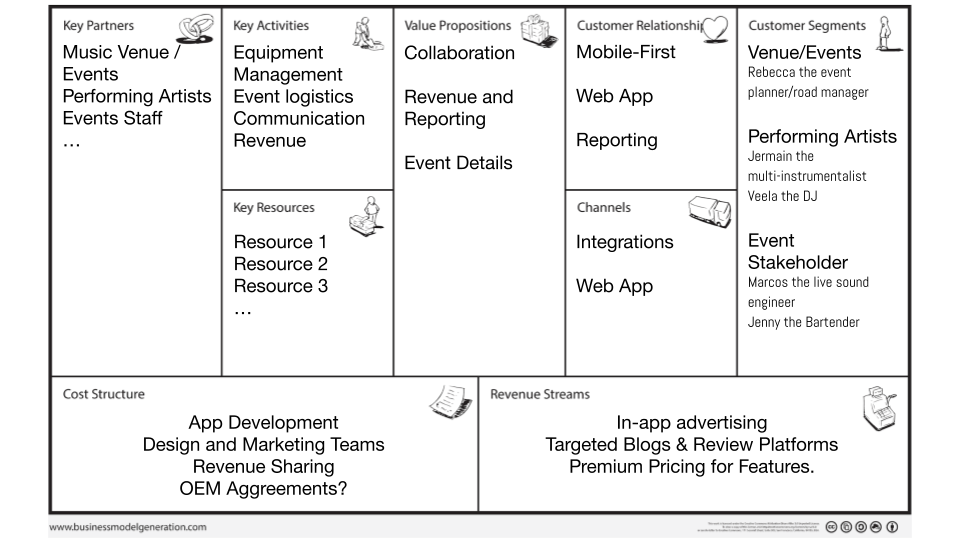 Key Partners
Music Venue /
Events
Performing Artists
Events Staff
…
Key Activities
Equipment
Management
Event logistics
Communication
Revenue
Key Resources
Resource 1
Resource 2
Resource 3
…
Value Propositions
Collaboration
Revenue and
Reporting
Event Details
Customer Relationship
Mobile-First
Web App
Reporting
Channels
Integrations
Web App
Customer Segments
Venue/Events
Rebecca the event
planner/road manager
Performing Artists
Jermain the
multi-instrumentalist
Veela the DJ
Event
Stakeholder
Marcos the live sound
engineer
Jenny the Bartender
Cost Structure
App Development
Design and Marketing Teams
Revenue Sharing
OEM Aggreements?
Revenue Streams
In-app advertising
Targeted Blogs & Review Platforms
Premium Pricing for Features.
www.businessmodelgeneration.com